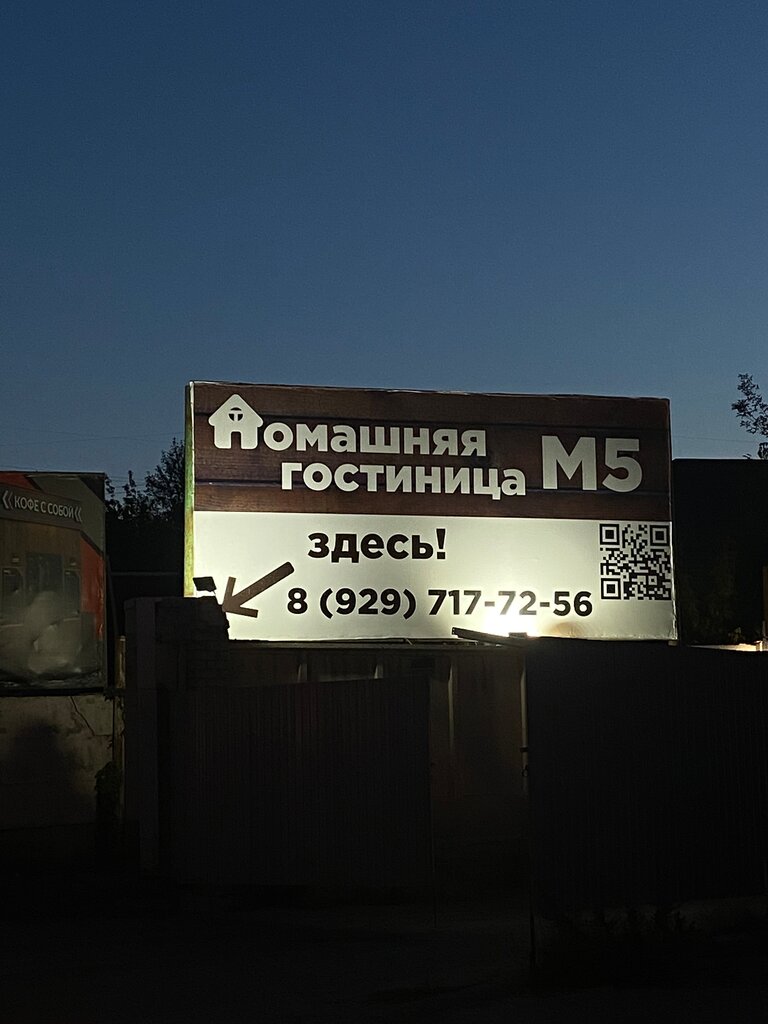 Домашняя
гостиница М5
здесь!
8 (929) 717-72-56
КОФЕ С СОБОЙ